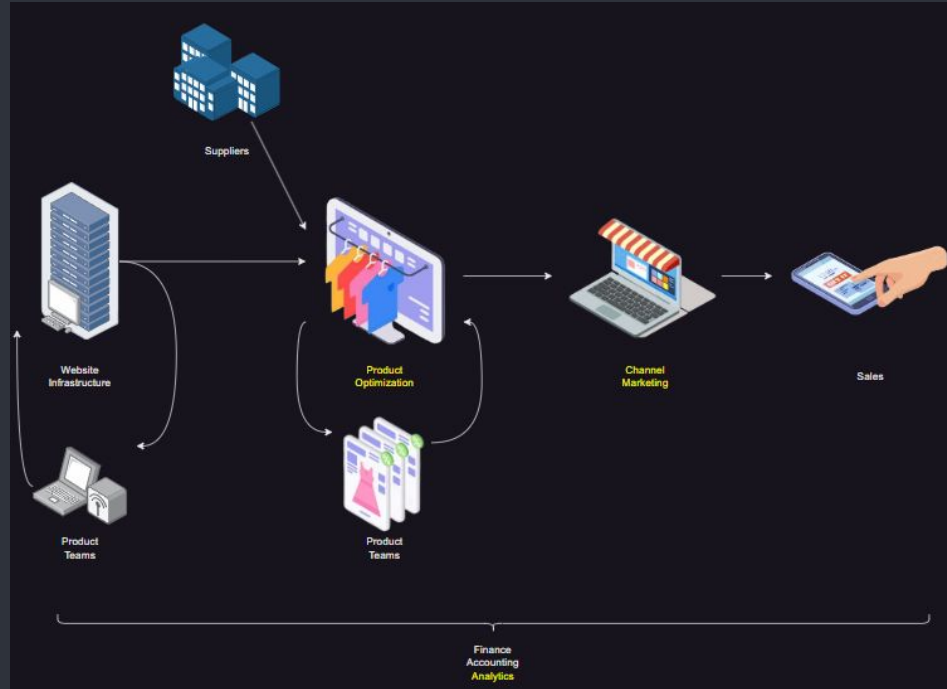 Suppliers
Website
Infrastructure
Product
Optimization
Channel
Marketing
Sales
Product
Teams
Product
Teams
Finance
Accounting
Analytics